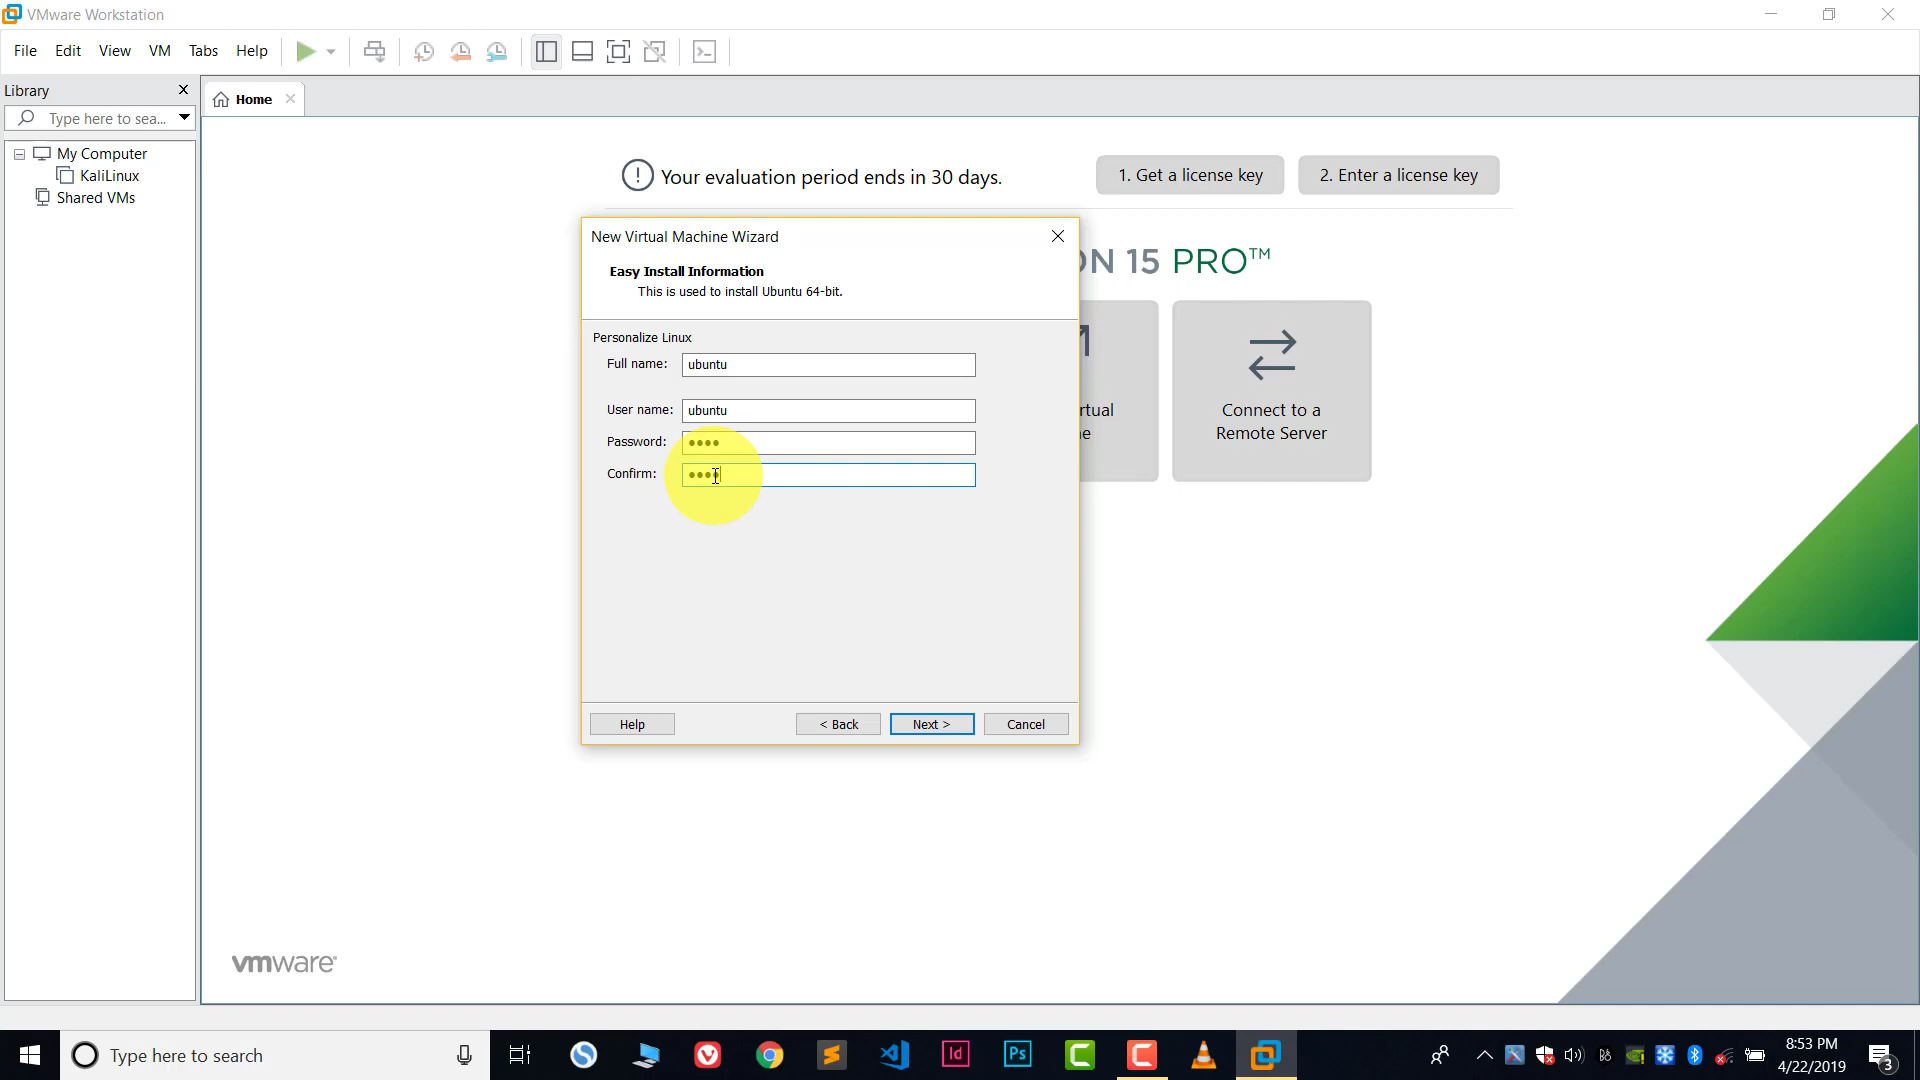 VMware Workstation
File Edit View VM Tabs Help
Library
Type here to sea...
My Computer
KaliLinux
Shared VMs
Home
Your evaluation period ends in 30 days.
1. Get a license key
2. Enter a license key
ON 15 PRO™
rtual
e
Connect to a
Remote Server
New Virtual Machine Wizard
Easy Install Information
This is used to install Ubuntu 64-bit.
Personalize Linux
Full name: ubuntu
User name: ubuntu
Password: ●●●●
Confirm: ●●●●
Help
< Back
Next >
Cancel
vmware
Type here to search
Id
Ps
8:53 PM
4/22/2019
3